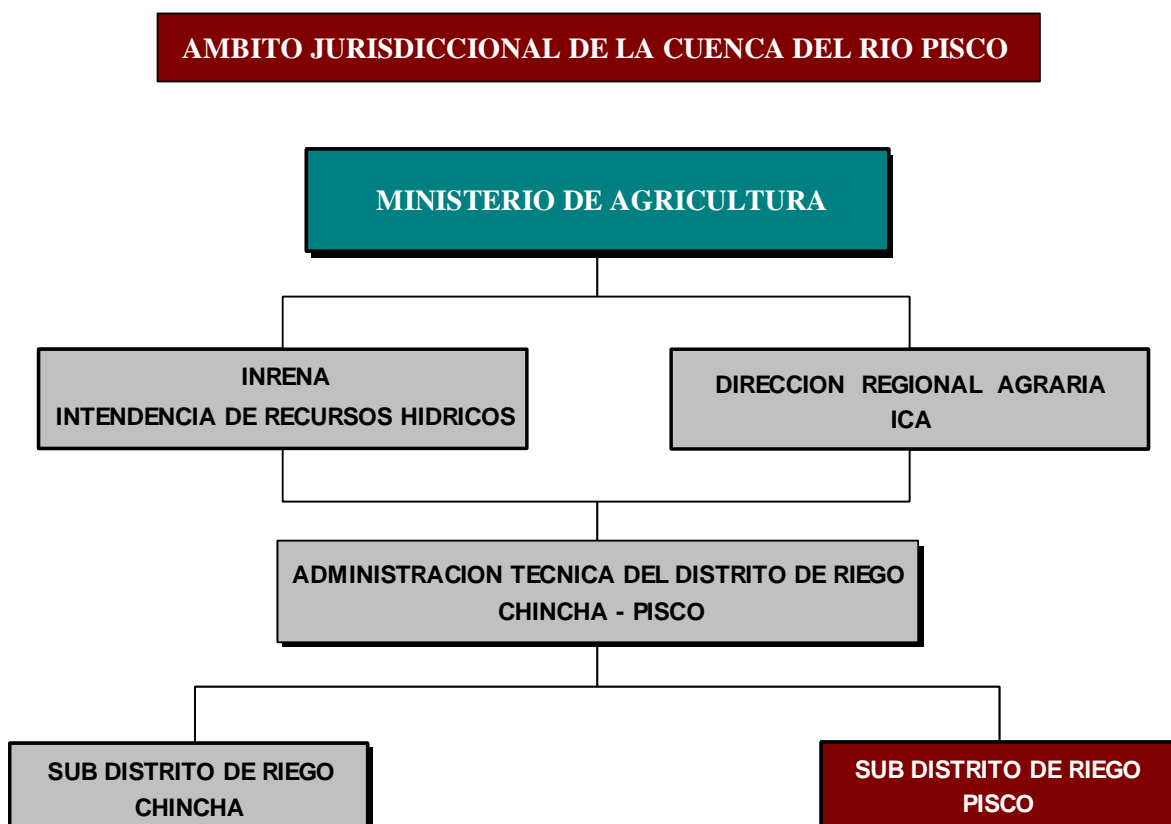 AMBITO JURISDICCIONAL DE LA CUENCA DEL RIO PISCO
MINISTERIO DE AGRICULTURA
INRENA
INTENDENCIA DE RECURSOS HIDRICOS
DIRECCION REGIONAL AGRARIA
ICA
ADMINISTRACION TECNICA DEL DISTRITO DE RIEGO
CHINCHA - PISCO
SUB DISTRITO DE RIEGO
CHINCHA
SUB DISTRITO DE RIEGO
PISCO